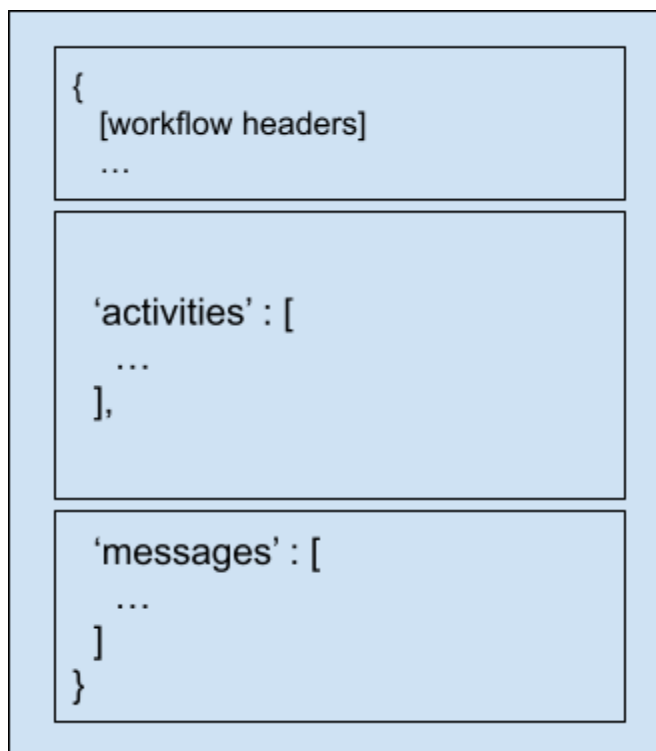 {
[workflow headers]
…
‘activities’ : [
…
],
‘messages’ : [
…
]
}